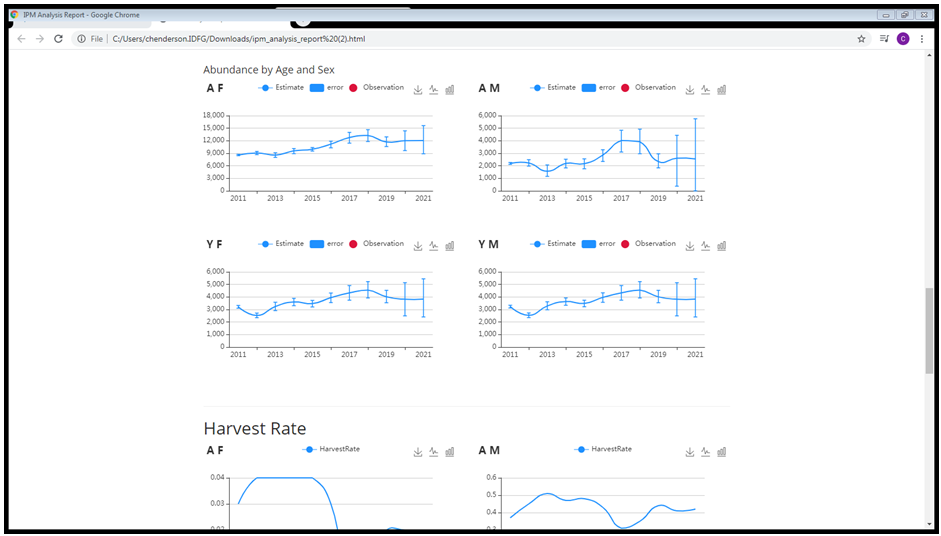 IPM Analysis Report - Google Chrome
File | C:/Users/chenderson.IDFG/Downloads/ipm_analysis_report%20(2).html
C
Abundance by Age and Sex
A F Estimate error Observation
18,000
15,000
12,000
9,000
6,000
3,000
0
2011 2013 2015 2017 2019 2021
A M Estimate error Observation
6,000
5,000
4,000
3,000
2,000
1,000
0
2011 2013 2015 2017 2019 2021
Y F Estimate error Observation
6,000
5,000
4,000
3,000
2,000
1,000
0
2011 2013 2015 2017 2019 2021
Y M Estimate error Observation
6,000
5,000
4,000
3,000
2,000
1,000
0
2011 2013 2015 2017 2019 2021
Harvest Rate
A F HarvestRate
0.04
0.03
0.02
A M HarvestRate
0.6
0.5
0.4
0.3